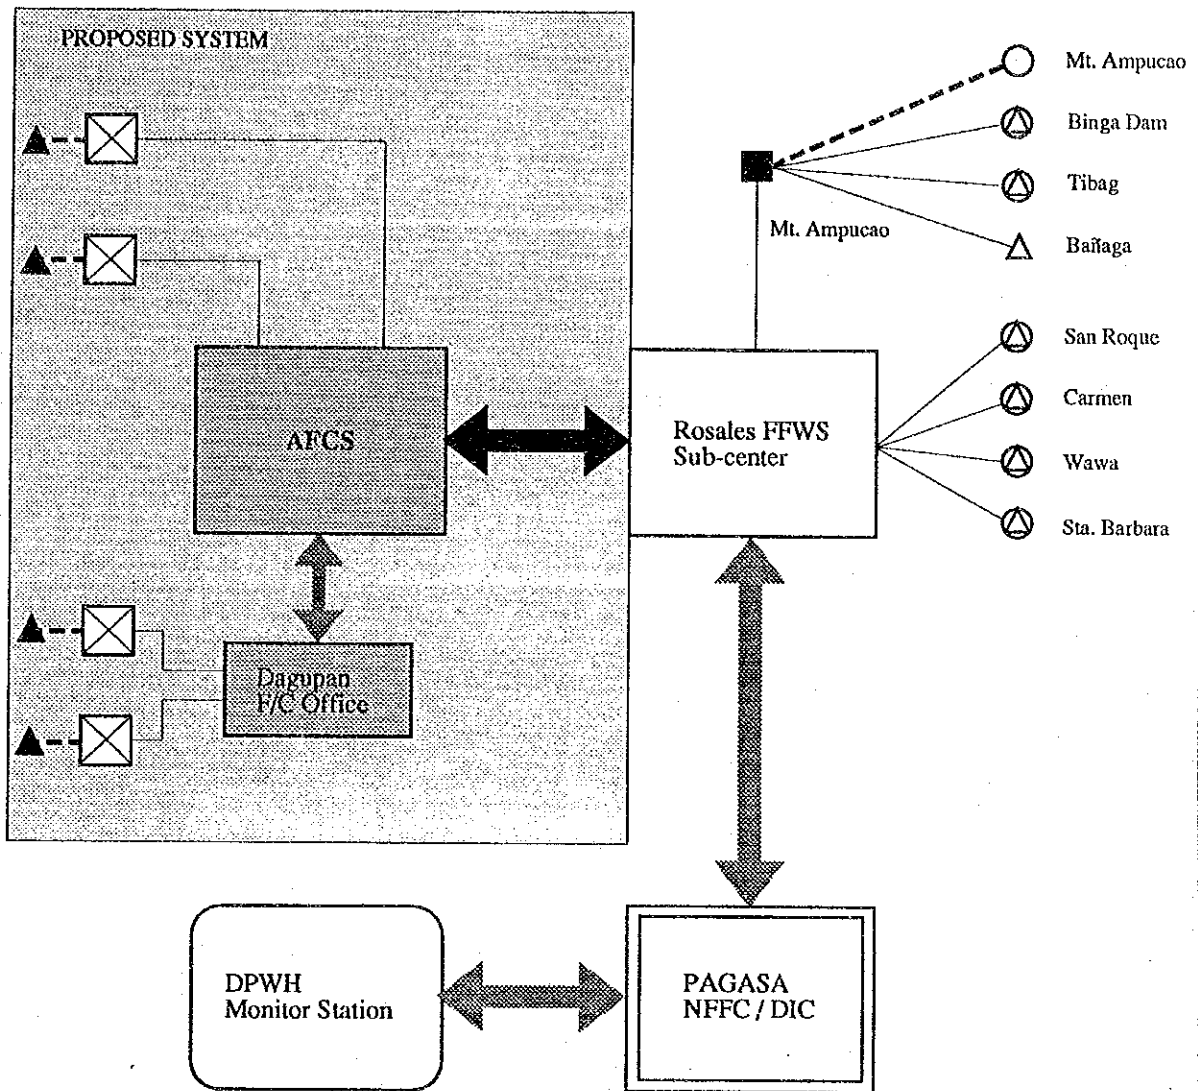 PROPOSED SYSTEM
Mt. Ampucao
Binga Dam
Tibag
Bañaga
Mt. Ampucao
San Roque
Carmen
Wawa
Sta. Barbara
AFCS
Rosales FFWS
Sub-center
Dagupan
F/C Office
DPWH
Monitor Station
PAGASA
NFFC / DIC